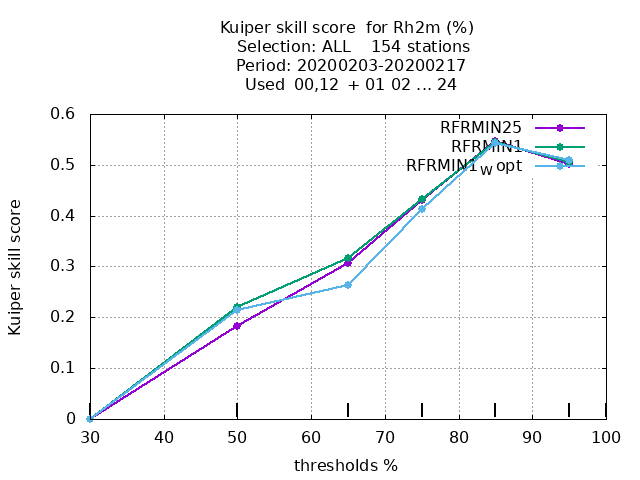 Kuiper skill score for Rh2m (%)
Selection: ALL 154 stations
Period: 20200203-20200217
Used 00,12 + 01 02 ... 24
0.6
0.5
0.4
0.3
0.2
0.1
0
Kuiper skill score
RFRMIN25
RFRMIN1
RFRMIN1_W opt
30 40 50 60 70 80 90 100
thresholds %